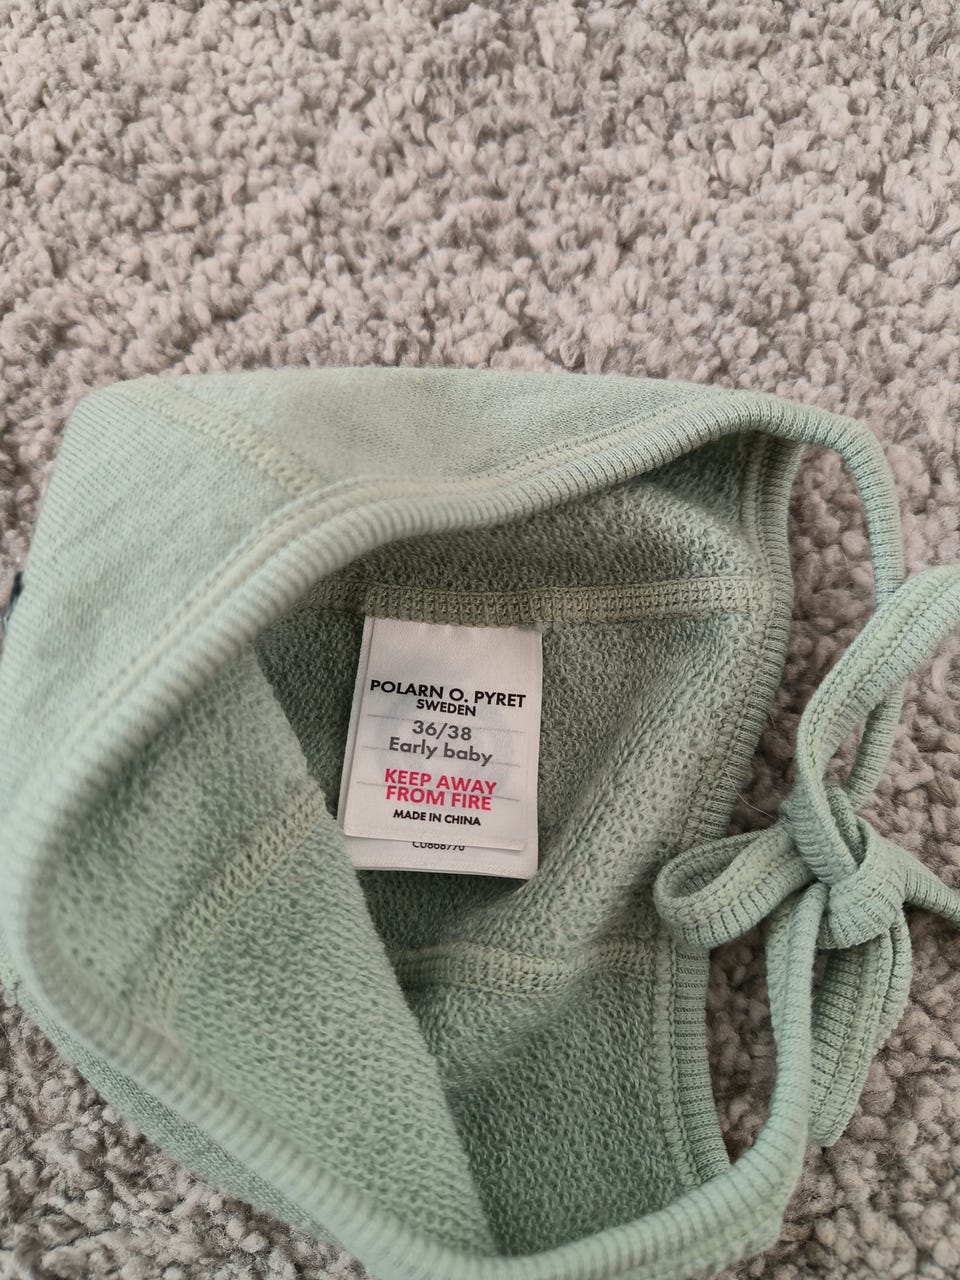 POLARN O. PYRET
SWEDEN
36/38
Early baby
KEEP AWAY
FROM FIRE
MADE IN CHINA